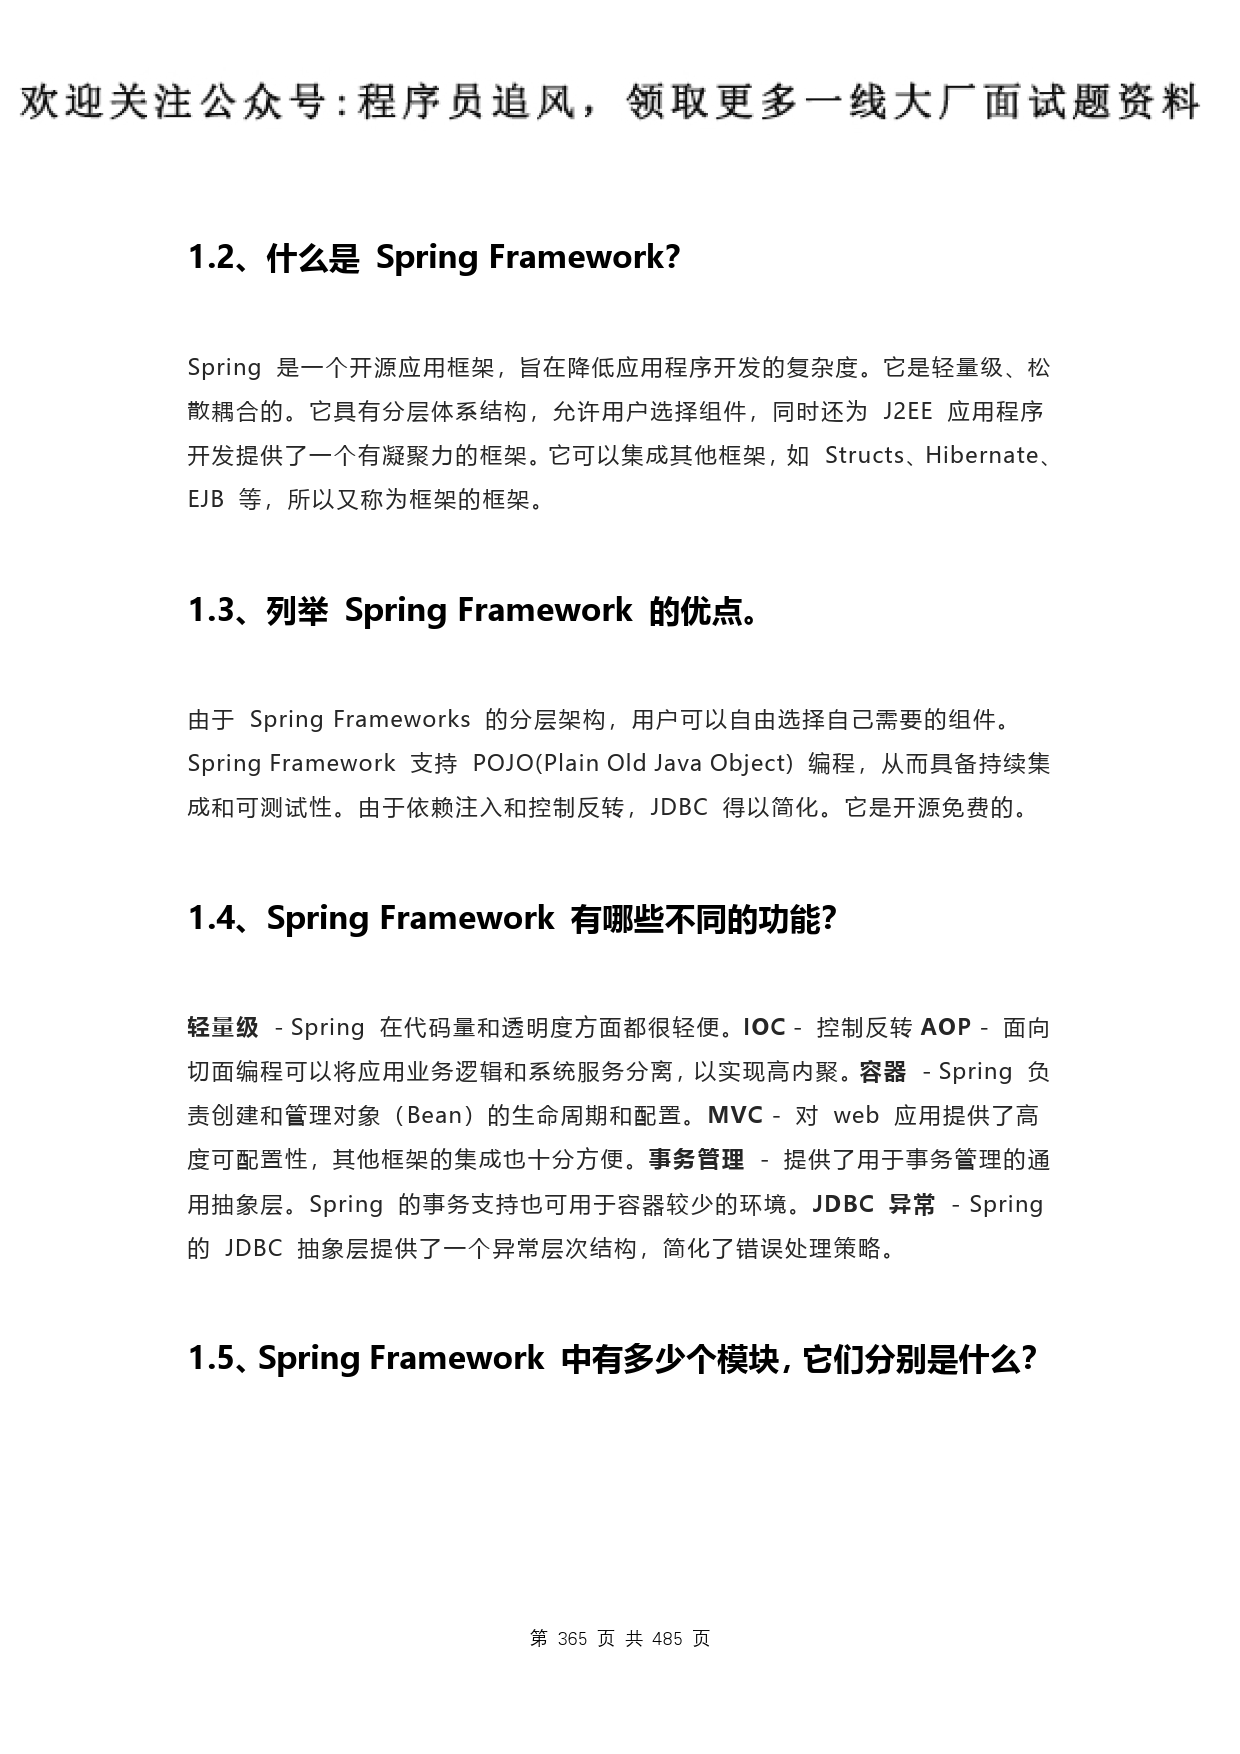 欢迎关注公众号:程序员追风，领取更多一线大厂面试题资料
1.2、什么是 Spring Framework？
Spring 是一个开源应用框架，旨在降低应用程序开发的复杂度。它是轻量级、松
散耦合的。它具有分层体系结构，允许用户选择组件，同时还为 J2EE 应用程序
开发提供了一个有凝聚力的框架。它可以集成其他框架，如 Structs、Hibernate、
EJB 等，所以又称为框架的框架。
1.3、列举 Spring Framework 的优点。
由于 Spring Frameworks 的分层架构，用户可以自由选择自己需要的组件。
Spring Framework 支持 POJO(Plain Old Java Object) 编程，从而具备持续集
成和可测试性。由于依赖注入和控制反转，JDBC 得以简化。它是开源免费的。
1.4、Spring Framework 有哪些不同的功能？
轻量级 - Spring 在代码量和透明度方面都很轻便。IOC - 控制反转 AOP - 面向
切面编程可以将应用业务逻辑和系统服务分离，以实现高内聚。容器 - Spring 负
责创建和管理对象（Bean）的生命周期和配置。MVC - 对 web 应用提供了高
度可配置性，其他框架的集成也十分方便。事务管理 - 提供了用于事务管理的通
用抽象层。Spring 的事务支持也可用于容器较少的环境。JDBC 异常 - Spring
的 JDBC 抽象层提供了一个异常层次结构，简化了错误处理策略。
1.5、Spring Framework 中有多少个模块，它们分别是什么？
第 365 页 共 485 页